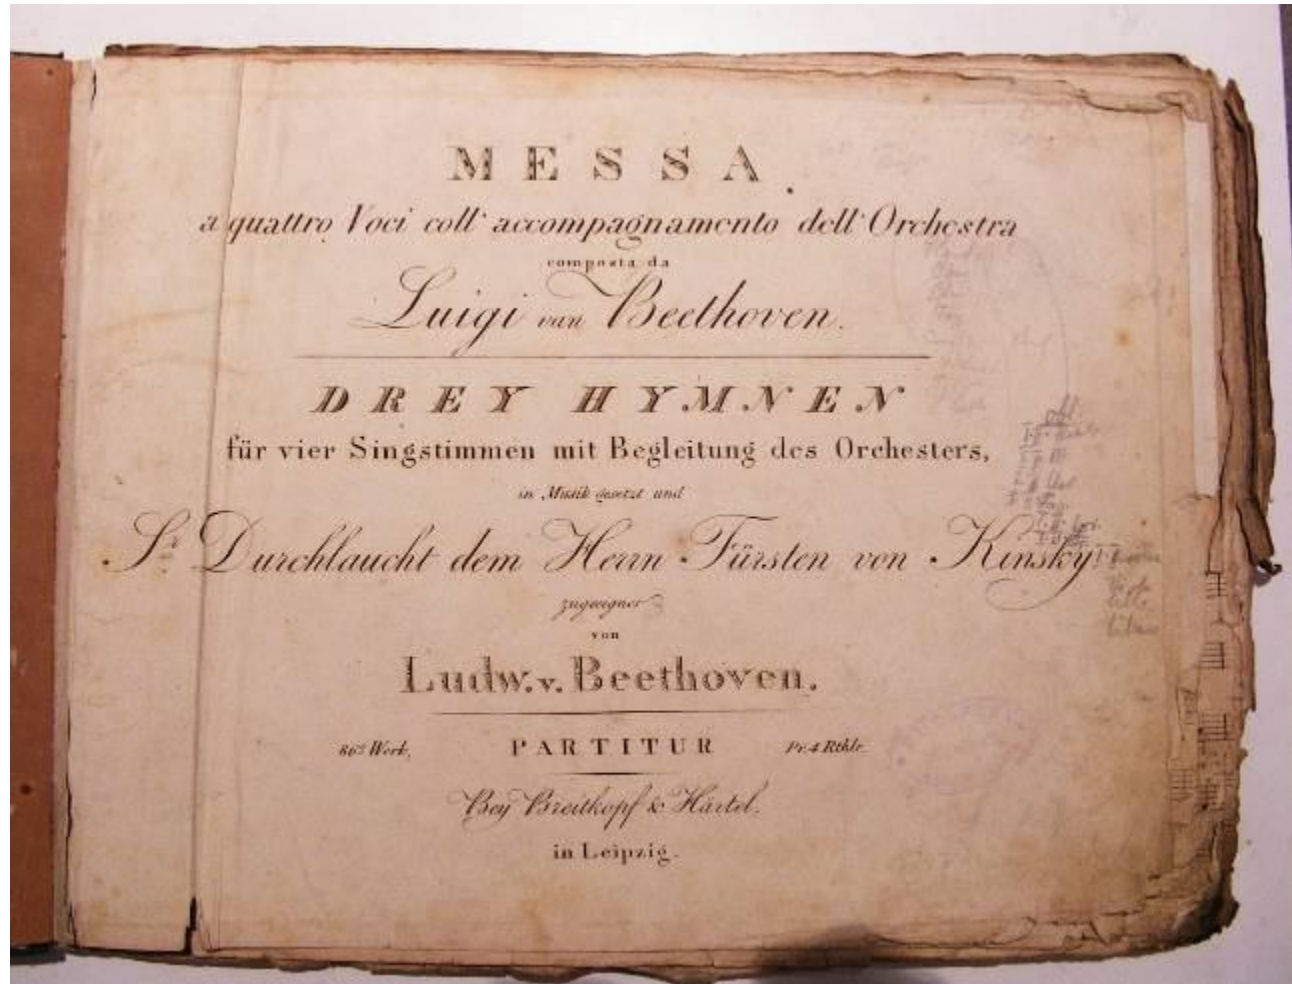 MESSA
a quattro Voci coll' accompagnamento dell' Orchestra
composta da
Luigi van Beethoven.
DREY HYMNEN
für vier Singstimmen mit Begleitung des Orchesters,
in Musik gesetzt und
Sr. Durchlaucht dem Herrn Fürsten von Kinsky
zugeeignet
von
Ludw. v. Beethoven.
86s Werk. PARTITUR Pr. 4 Rthlr.
Bey Breitkopf & Härtel.
in Leipzig.